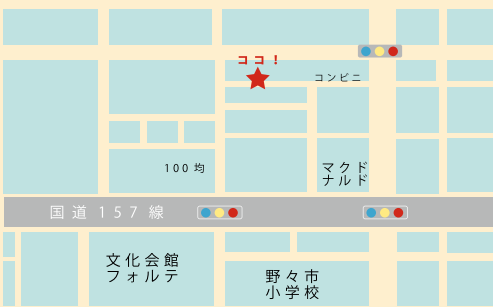 ココ！
コンビニ
100均
マクド
ナルド
国道157線
文化会館
フォルテ
野々市
小学校